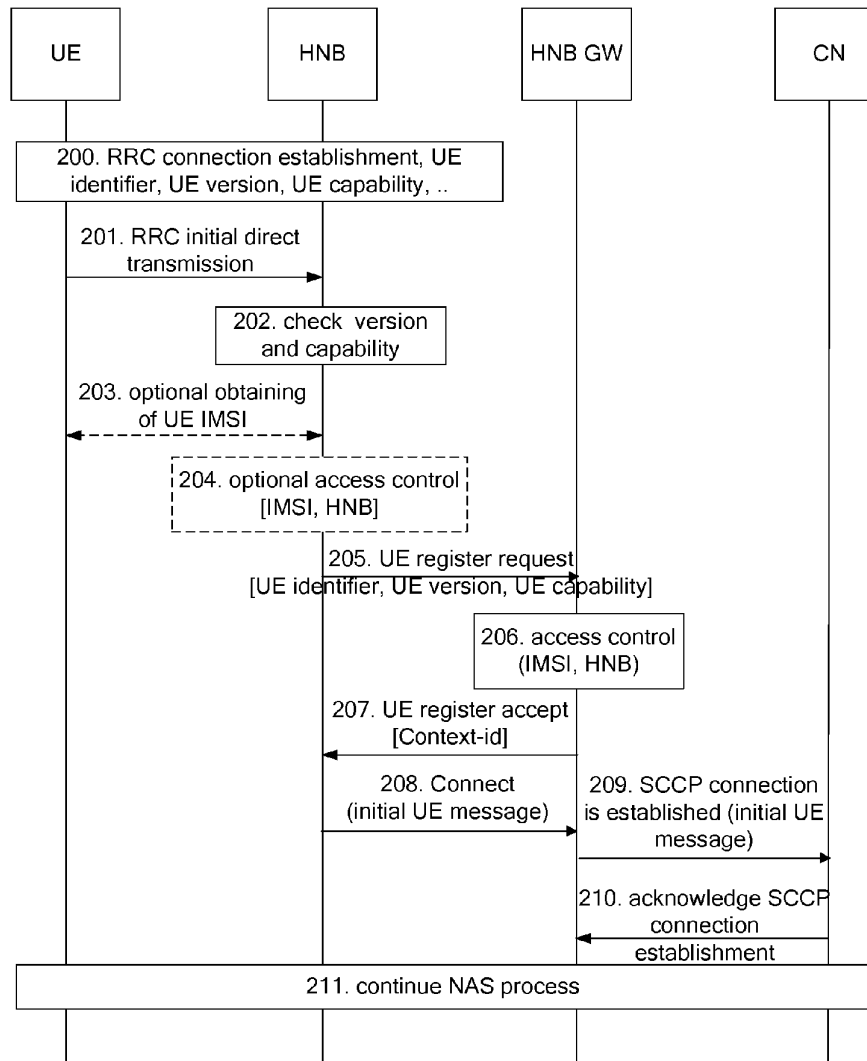 UE
HNB
HNB GW
CN
200. RRC connection establishment, UE
identifier, UE version, UE capability, ..
201. RRC initial direct
transmission
202. check version
and capability
203. optional obtaining
of UE IMSI
204. optional access control
[IMSI, HNB]
205. UE register request
[UE identifier, UE version, UE capability]
206. access control
(IMSI, HNB)
207. UE register accept
[Context-id]
208. Connect
(initial UE message)
209. SCCP connection
is established (initial UE
message)
210. acknowledge SCCP
connection
establishment
211. continue NAS process